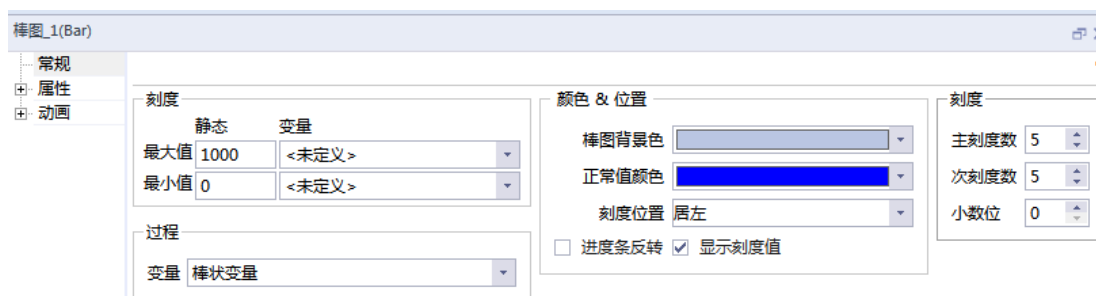 棒图_1(Bar)
常规
属性
动画
刻度
静态 变量
最大值 1000 <未定义>
最小值 0 <未定义>
过程
变量 棒状变量
颜色 & 位置
棒图背景色
正常值颜色
刻度位置 居左
进度条反转 显示刻度值
刻度
主刻度数 5
次刻度数 5
小数位 0